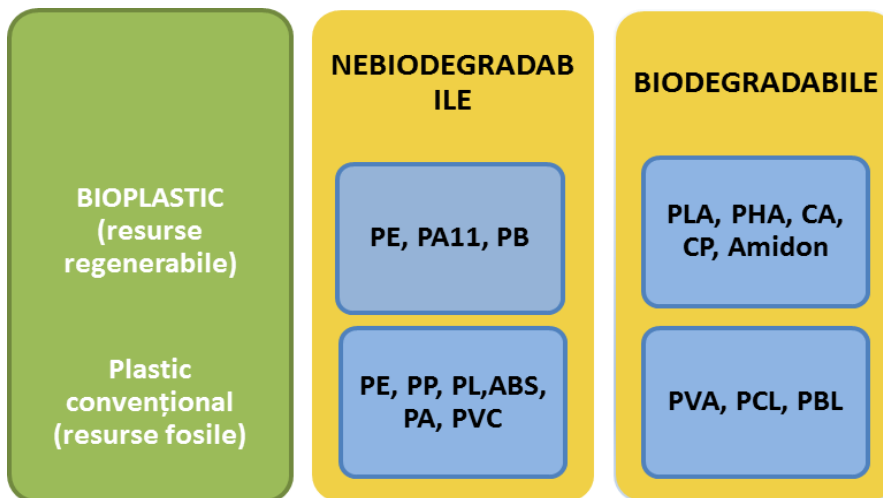 BIOPLASTIC
(resurse
regenerabile)
Plastic
convențional
(resurse fosile)
NEBIODEGRADAB
ILE
PE, PA11, PB
PE, PP, PL,ABS,
PA, PVC
BIODEGRADABILE
PLA, PHA, CA,
CP, Amidon
PVA, PCL, PBL